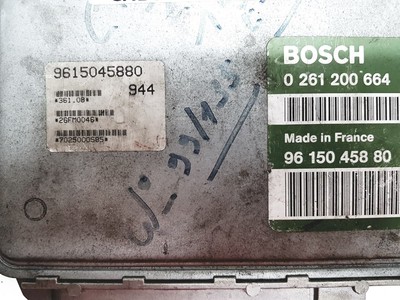 9615045880
944
*361.08*
*26FM0046*
*7025000585*
BOSCH
0 261 200 664
Made in France
96 150 458 80